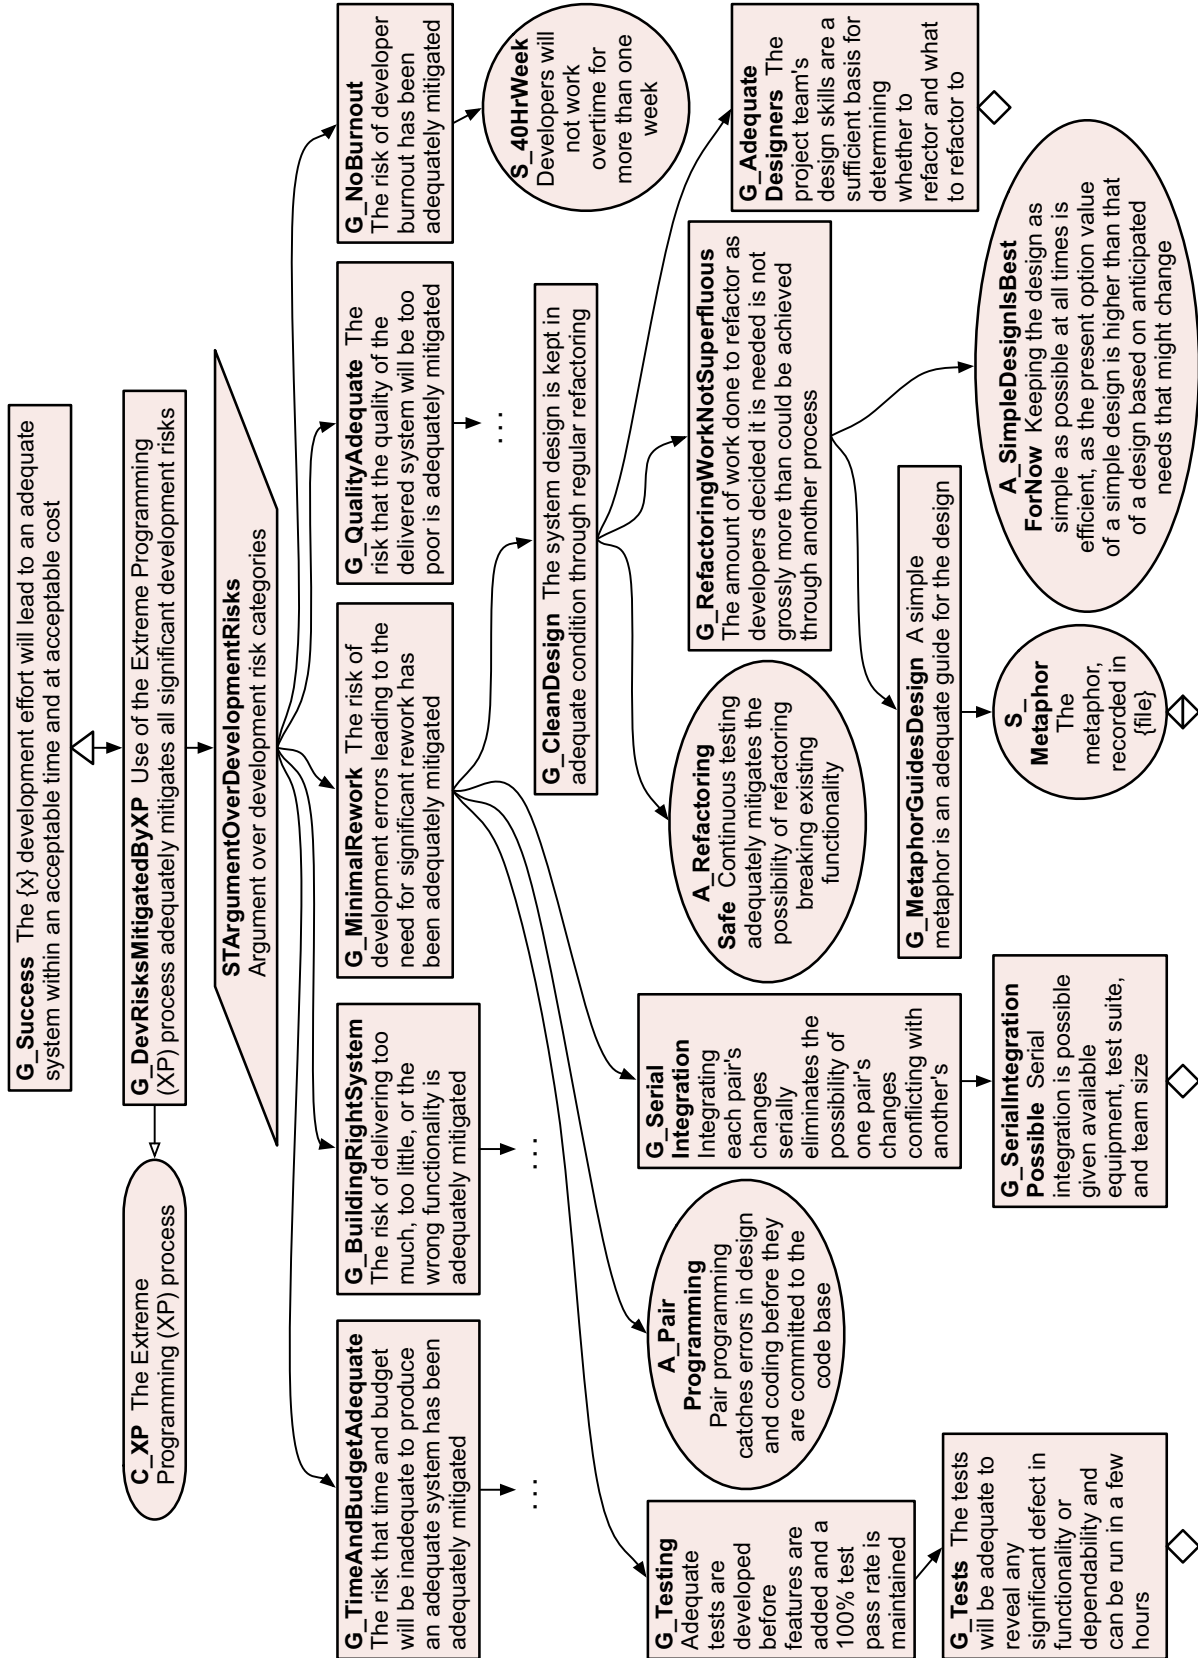 G_Success The {x} development effort will lead to an adequate
system within an acceptable time and at acceptable cost
C_XP The Extreme
Programming (XP) process
G_DevRisksMitigatedByXP Use of the Extreme Programming
(XP) process adequately mitigates all significant development risks
STArgumentOverDevelopmentRisks
Argument over development risk categories
G_TimeAndBudgetAdequate
The risk that time and budget
will be inadequate to produce
an adequate system has been
adequately mitigated
...
G_BuildingRightSystem
The risk of delivering too
much, too little, or the
wrong functionality is
adequately mitigated
...
G_MinimalRework The risk of
development errors leading to the
need for significant rework has
been adequately mitigated
G_QualityAdequate The
risk that the quality of the
delivered system will be too
poor is adequately mitigated
...
G_NoBurnout
The risk of developer
burnout has been
adequately mitigated
S_40HrWeek
Developers will
not work
overtime for
more than one
week
G_CleanDesign The system design is kept in
adequate condition through regular refactoring
G_Testing
Adequate
tests are
developed
before
features are
added and a
100% test
pass rate is
maintained
A_Pair
Programming
Pair programming
catches errors in design
and coding before they
are committed to the
code base
G_Serial
Integration
Integrating
each pair's
changes
serially
eliminates the
possibility of
one pair's
changes
conflicting with
another's
A_Refactoring
Safe Continuous testing
adequately mitigates the
possibility of refactoring
breaking existing
functionality
G_RefactoringWorkNotSuperfluous
The amount of work done to refactor as
developers decided it is needed is not
grossly more than could be achieved
through another process
G_Adequate
Designers The
project team's
design skills are a
sufficient basis for
determining
whether to
refactor and what
to refactor to
G_MetaphorGuidesDesign A simple
metaphor is an adequate guide for the design
G_Tests The tests
will be adequate to
reveal any
significant defect in
functionality or
dependability and
can be run in a few
hours
G_SerialIntegration
Possible Serial
integration is possible
given available
equipment, test suite,
and team size
S_
Metaphor
The
metaphor,
recorded in
{file}
A_SimpleDesignIsBest
ForNow Keeping the design as
simple as possible at all times is
efficient, as the present option value
of a simple design is higher than that
of a design based on anticipated
needs that might change